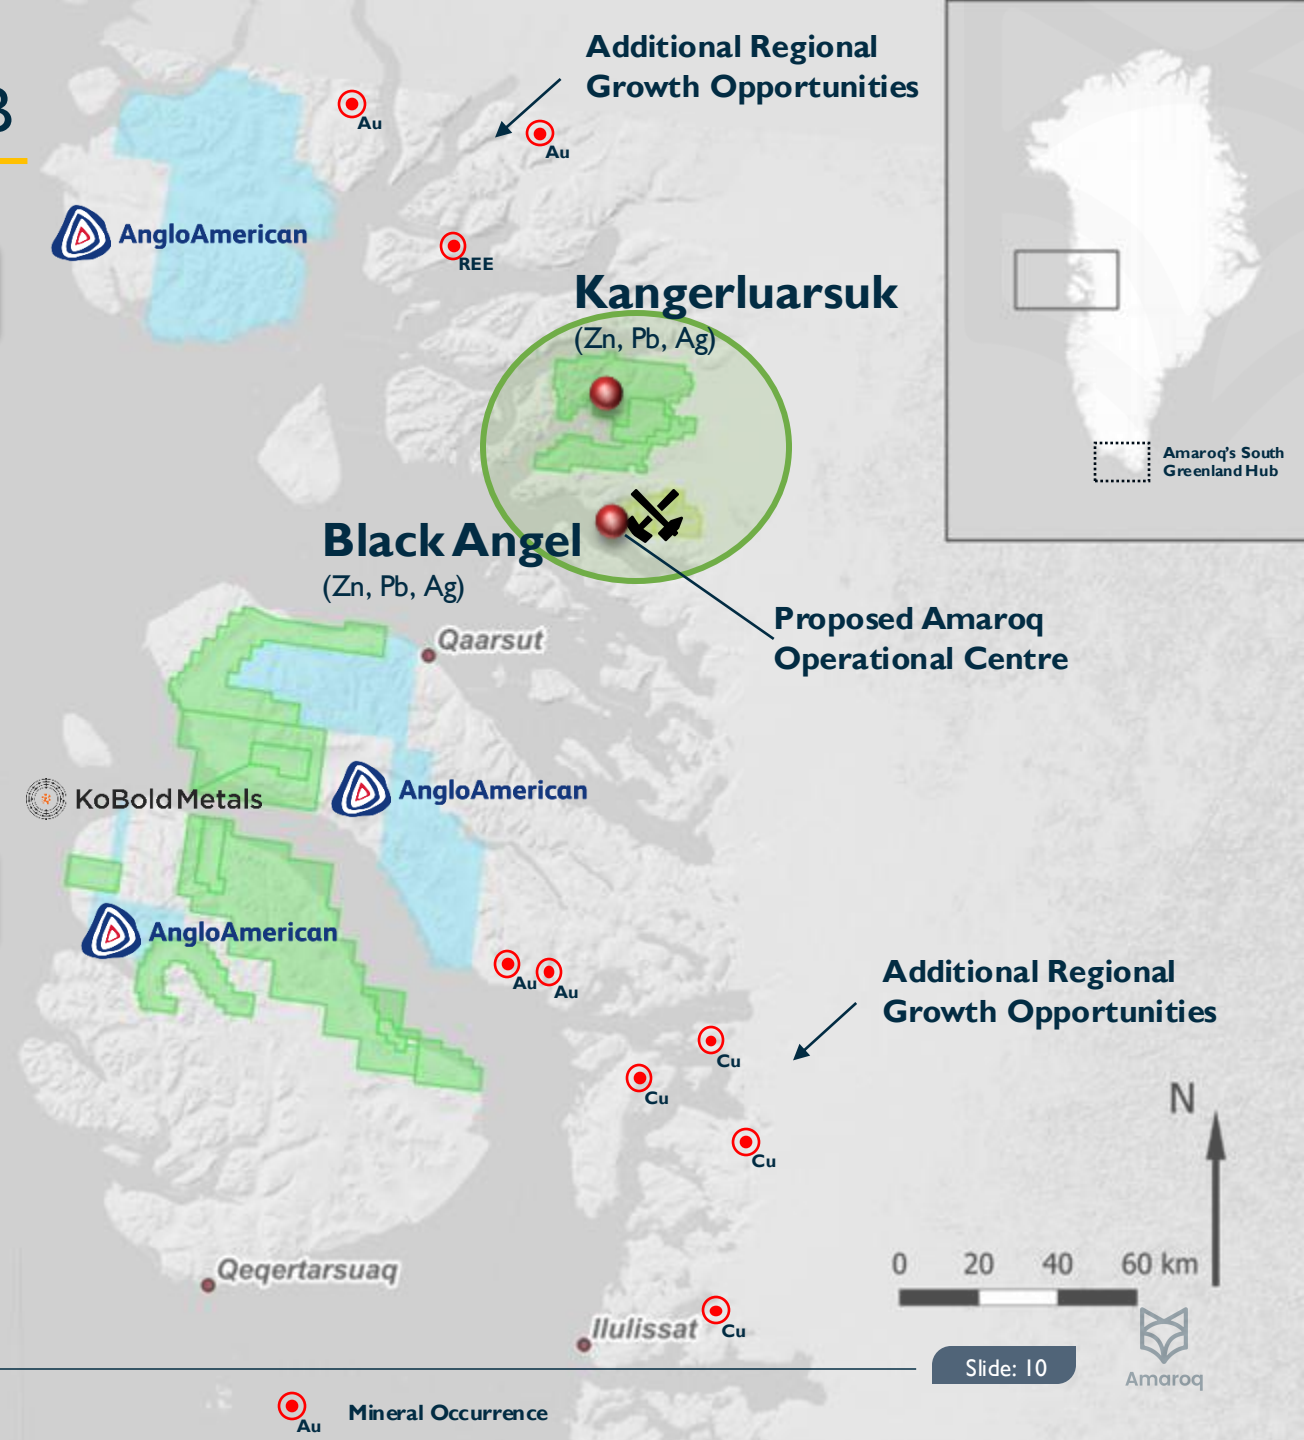 B
Additional Regional
Growth Opportunities
Au
Au
AngloAmerican
REE
Kangerluarsuk
(Zn, Pb, Ag)
Amaroq's South
Greenland Hub
Black Angel
(Zn, Pb, Ag)
Proposed Amaroq
Operational Centre
Qaarsut
KoBold Metals
AngloAmerican
AngloAmerican
Au
Au
Additional Regional
Growth Opportunities
Cu
Cu
Cu
N
0 20 40 60 km
Qeqertarsuaq
Ilulissat
Cu
Slide: 10
Amaroq
Au
Mineral Occurrence